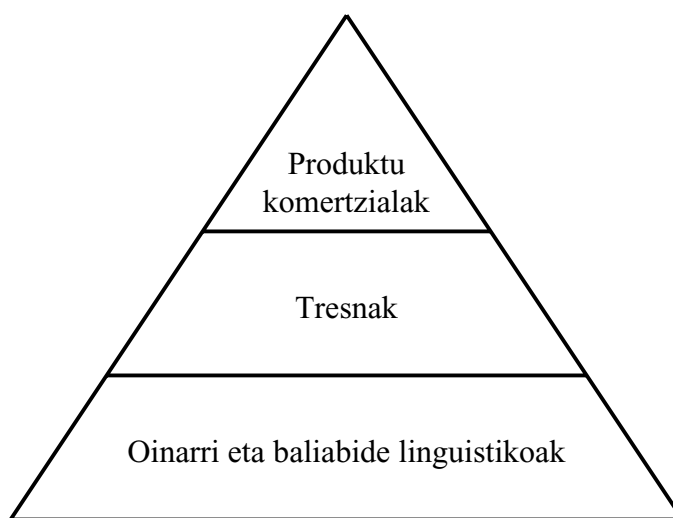 Produktu
komertzialak
Tresnak
Oinarri eta baliabide linguistikoak